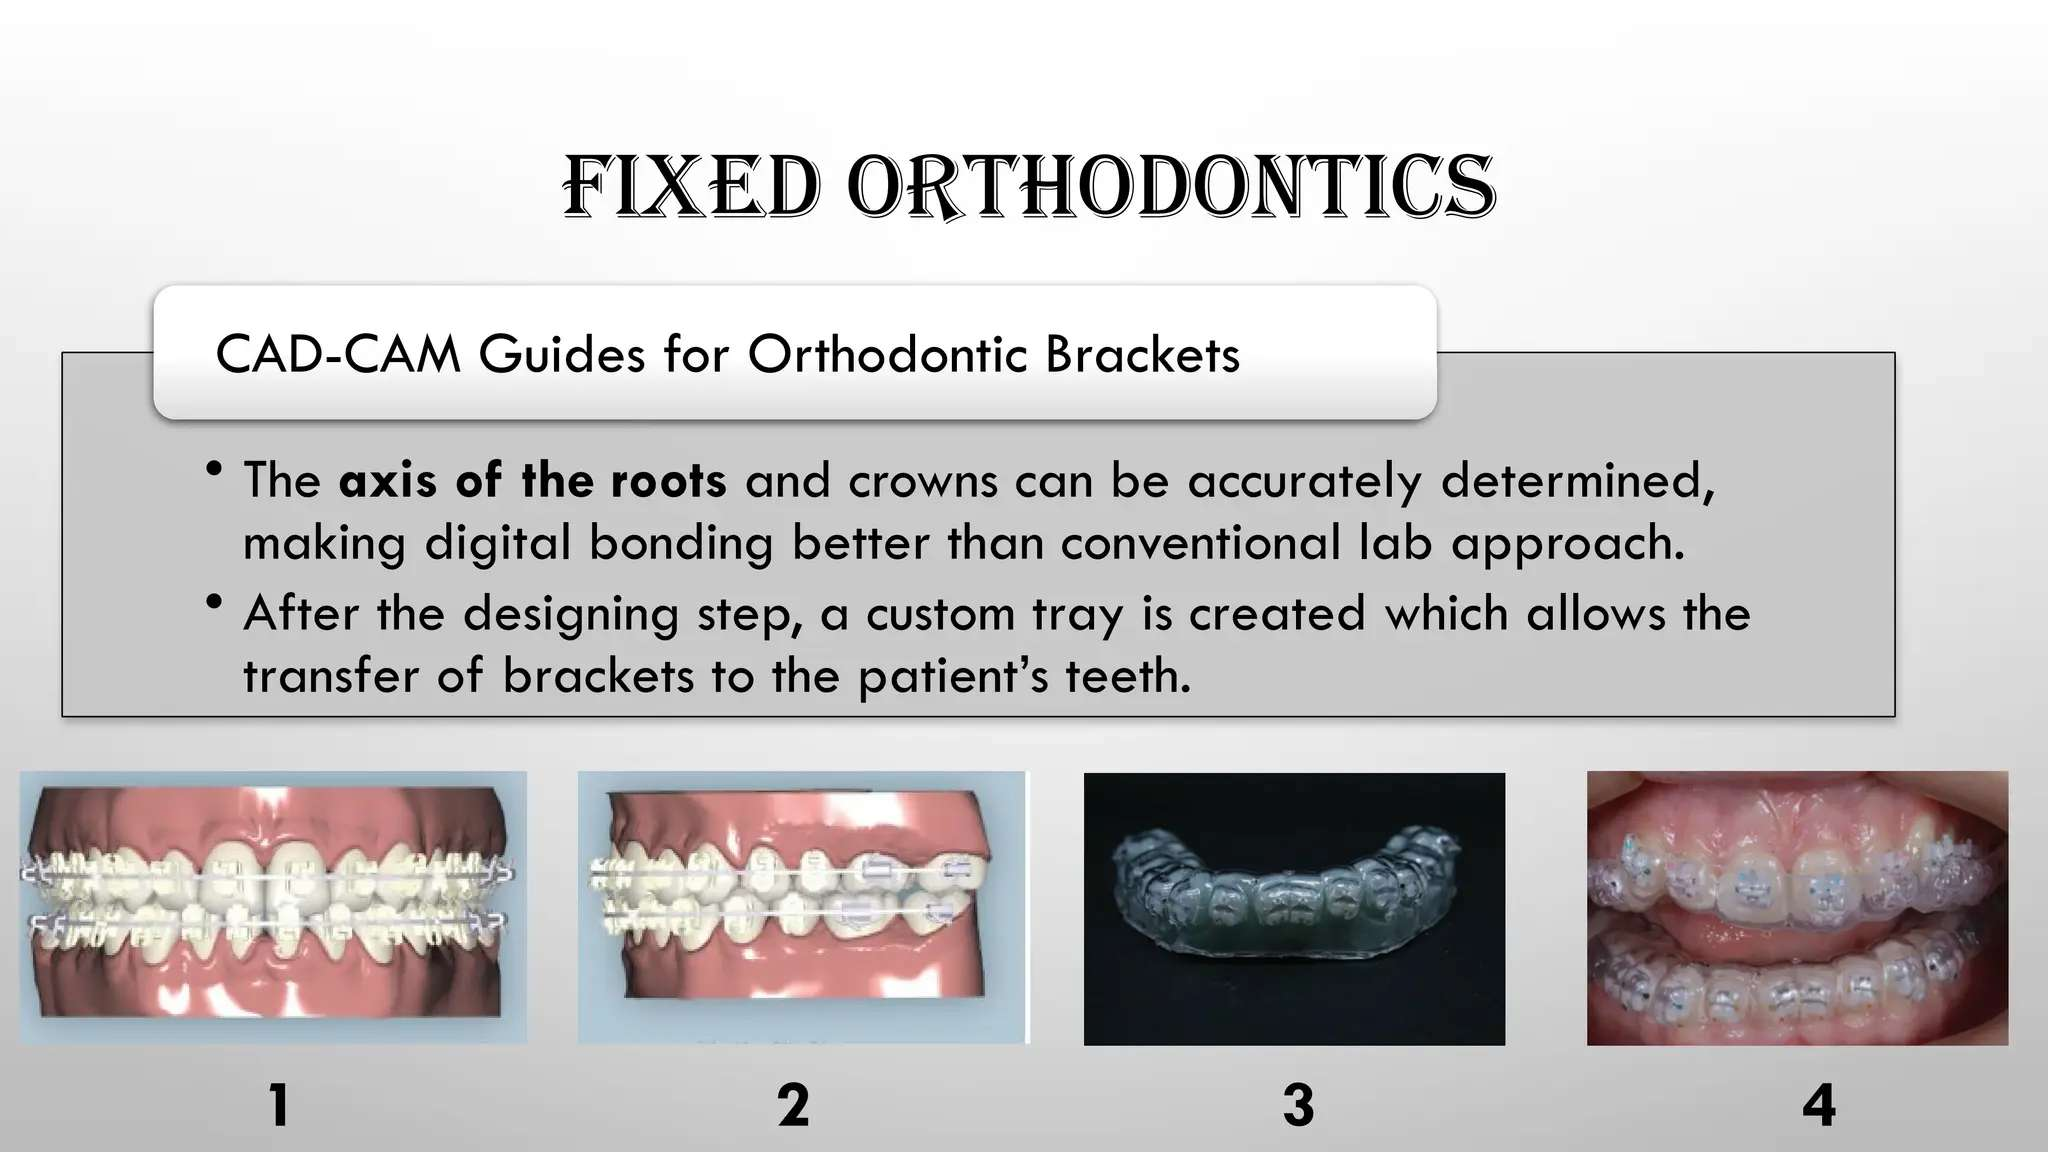 FIXED ORTHODONTICS
CAD-CAM Guides for Orthodontic Brackets
• The axis of the roots and crowns can be accurately determined,
making digital bonding better than conventional lab approach.
• After the designing step, a custom tray is created which allows the
transfer of brackets to the patient’s teeth.
1 2 3 4